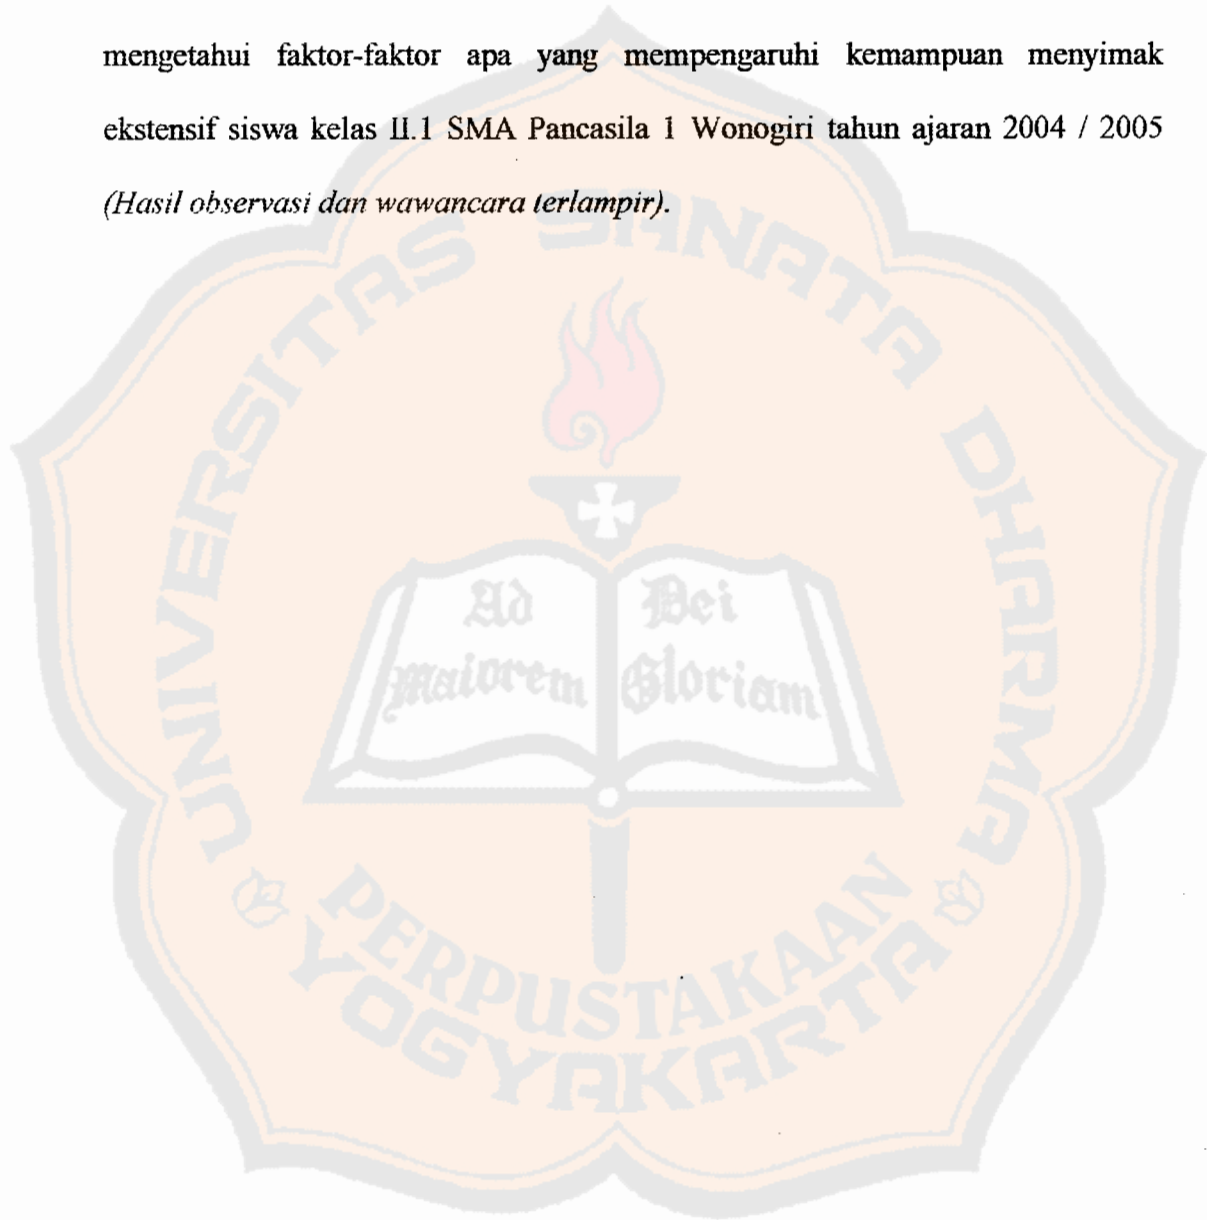 mengetahui faktor-faktor apa yang mempengaruhi kemampuan menyimak
ekstensif siswa kelas II.1 SMA Pancasila 1 Wonogiri tahun ajaran 2004 / 2005
(Hasil observasi dan wawancara terlampir).
UNIVERSITAS SANATA DHARMA
Ad Dei
Maiorem Gloriam
PERPUSTAKAAN
YOGYAKARTA